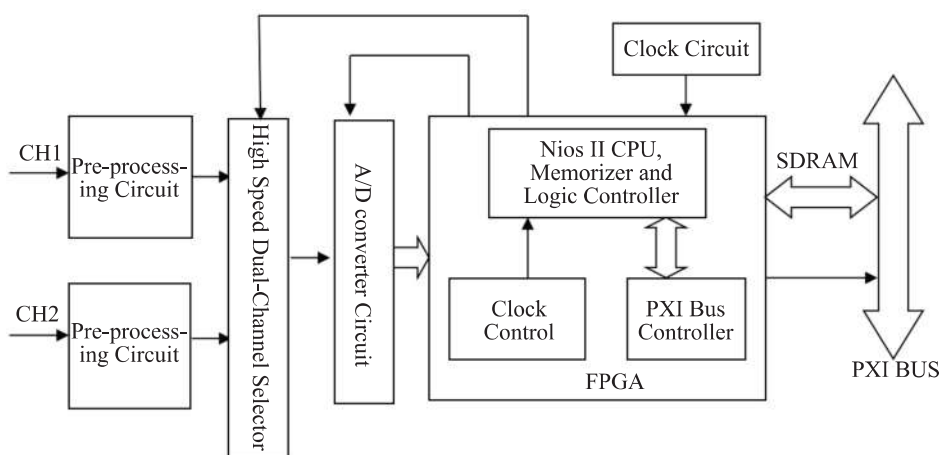 Clock Circuit
CH1
Pre-process-
ing Circuit
CH2
Pre-process-
ing Circuit
High Speed Dual-Channel Selector
A/D converter Circuit
Nios II CPU,
Memorizer and
Logic Controller
Clock
Control
PXI Bus
Controller
FPGA
SDRAM
PXI BUS